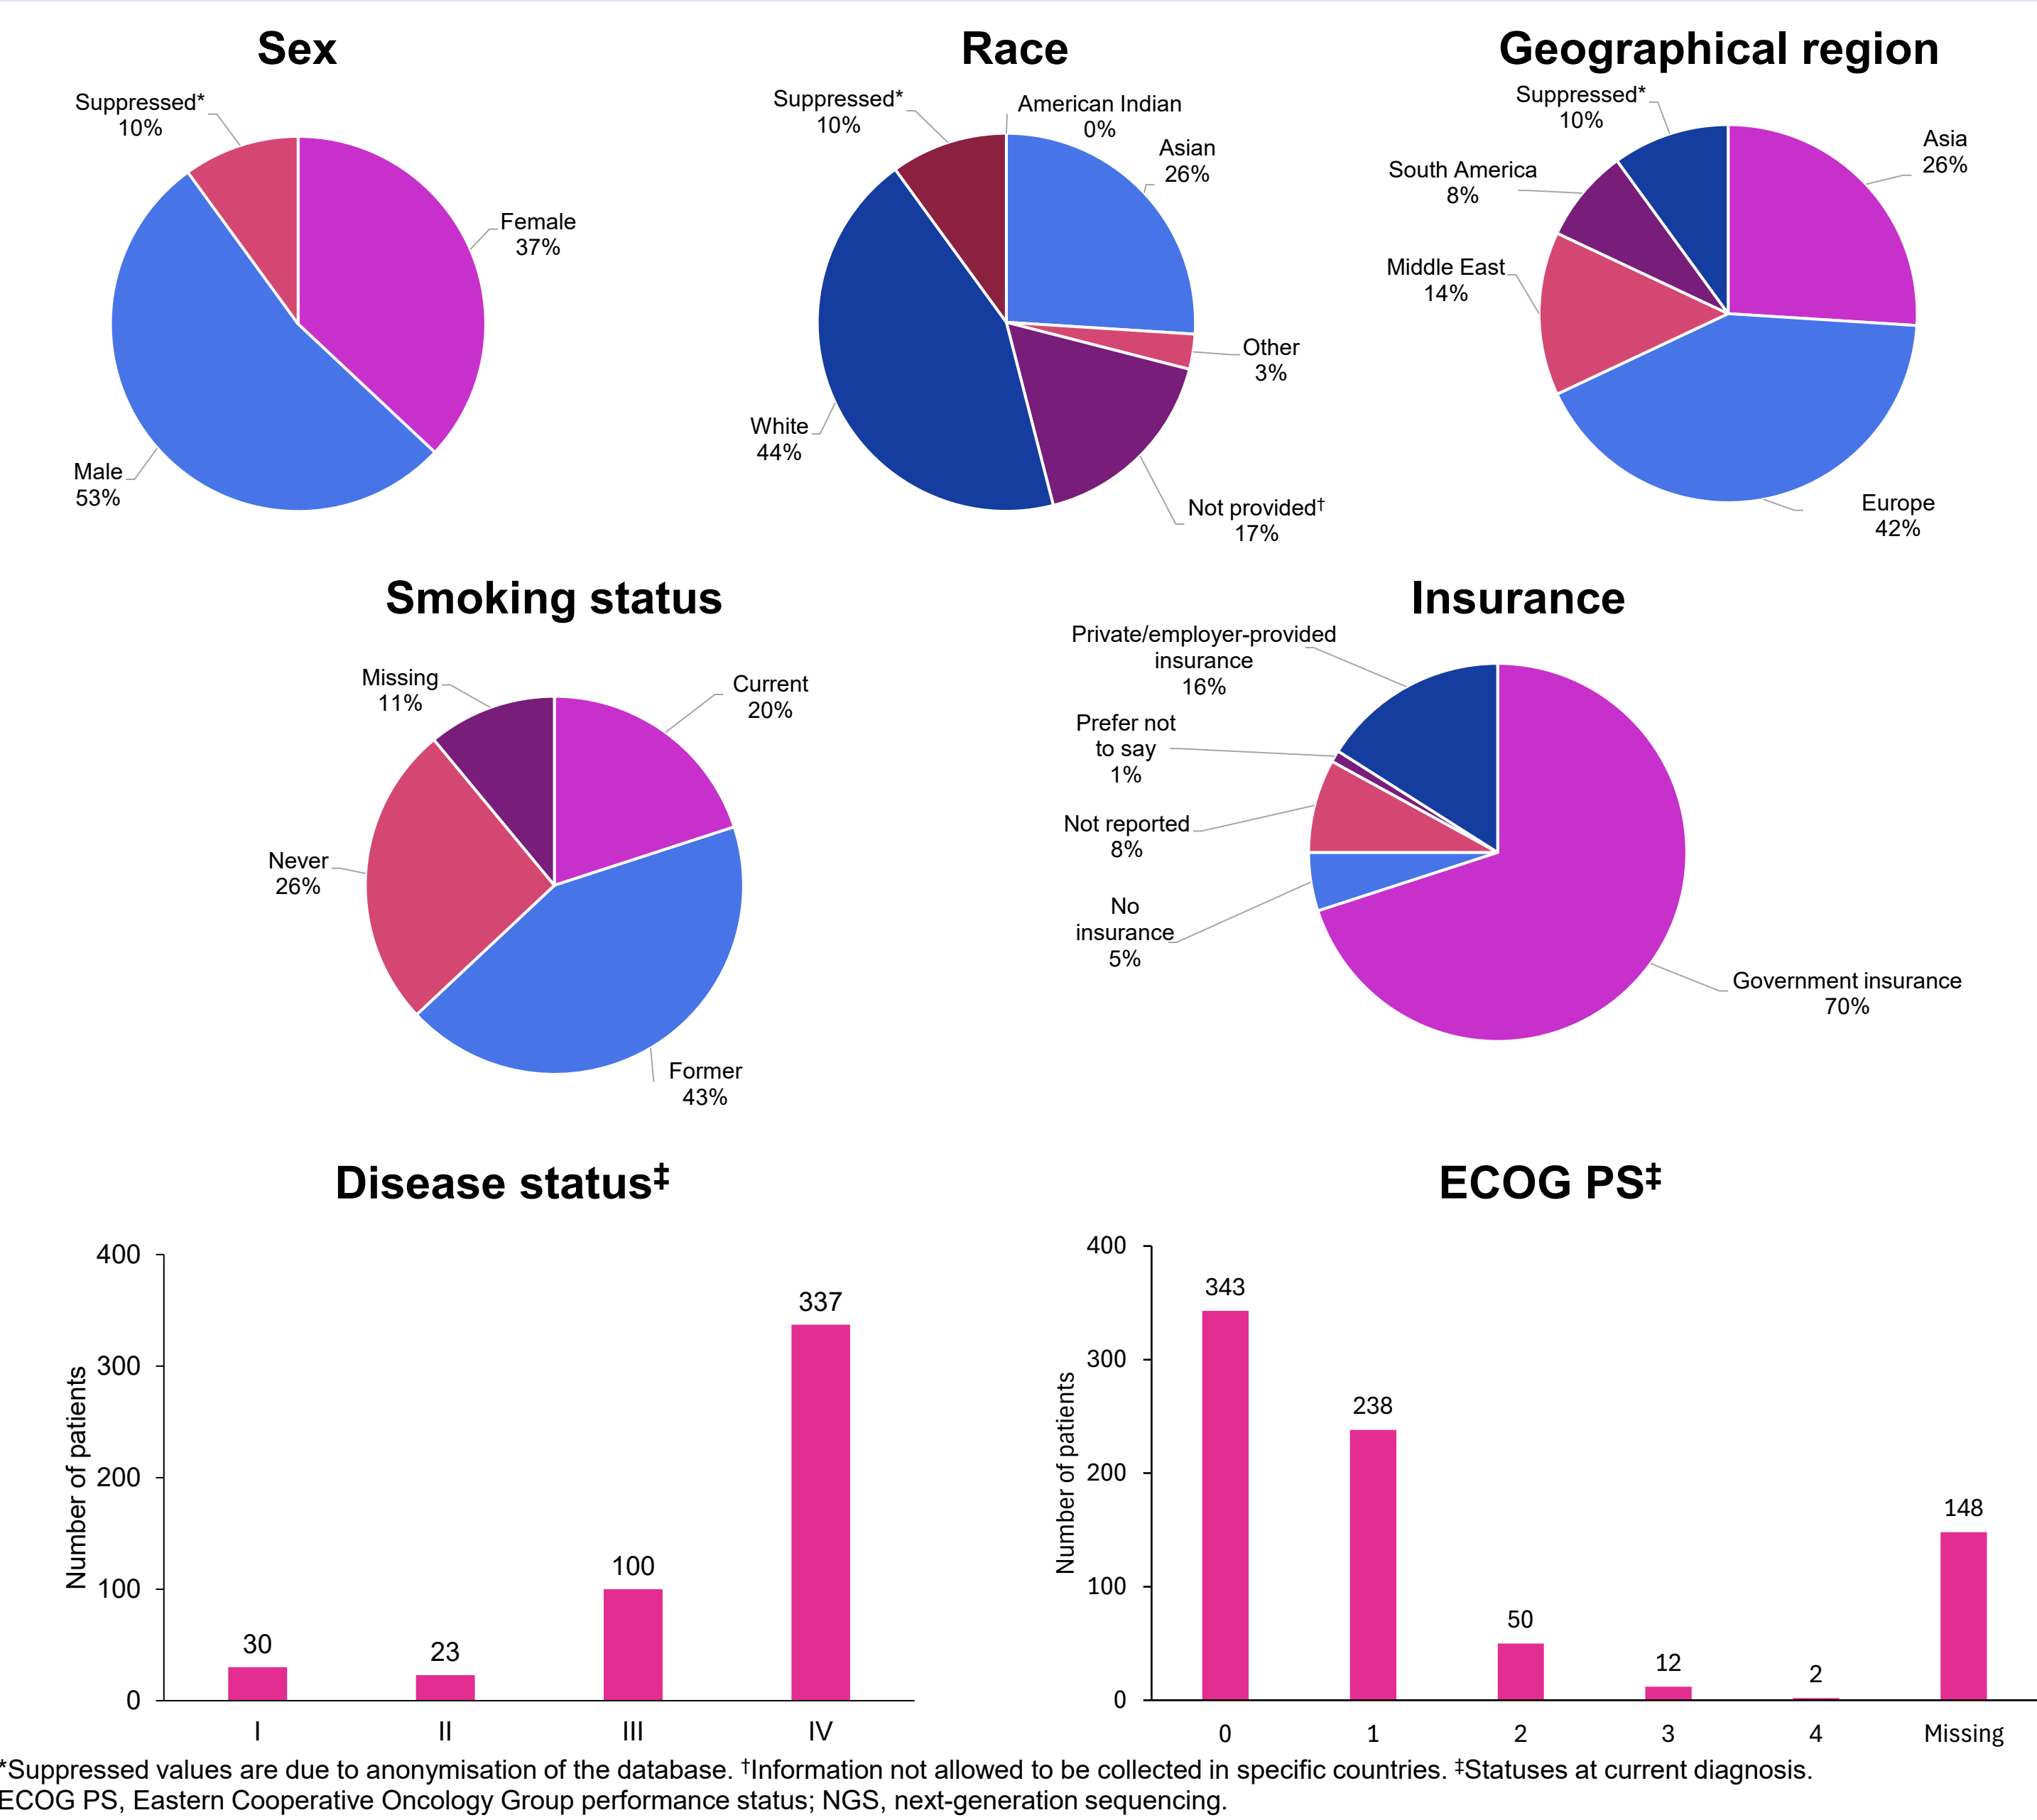 Sex
Suppressed*
10%
Female
37%
Male
53%
Race
Suppressed*
10%
American Indian
0%
Asian
26%
Other
3%
White
44%
Not provided†
17%
Geographical region
Suppressed*
10%
Asia
26%
South America
8%
Middle East
14%
Europe
42%
Smoking status
Missing
11%
Current
20%
Never
26%
Former
43%
Insurance
Private/employer-provided
insurance
16%
Prefer not
to say
1%
Not reported
8%
No
insurance
5%
Government insurance
70%
Disease status‡
Number of patients
400
300
200
100
0
30
23
100
337
I
II
III
IV
ECOG PS‡
Number of patients
400
300
200
100
0
343
238
50
12
2
148
0
1
2
3
4
Missing
*Suppressed values are due to anonymisation of the database. †Information not allowed to be collected in specific countries. ‡Statuses at current diagnosis.
ECOG PS, Eastern Cooperative Oncology Group performance status; NGS, next-generation sequencing.